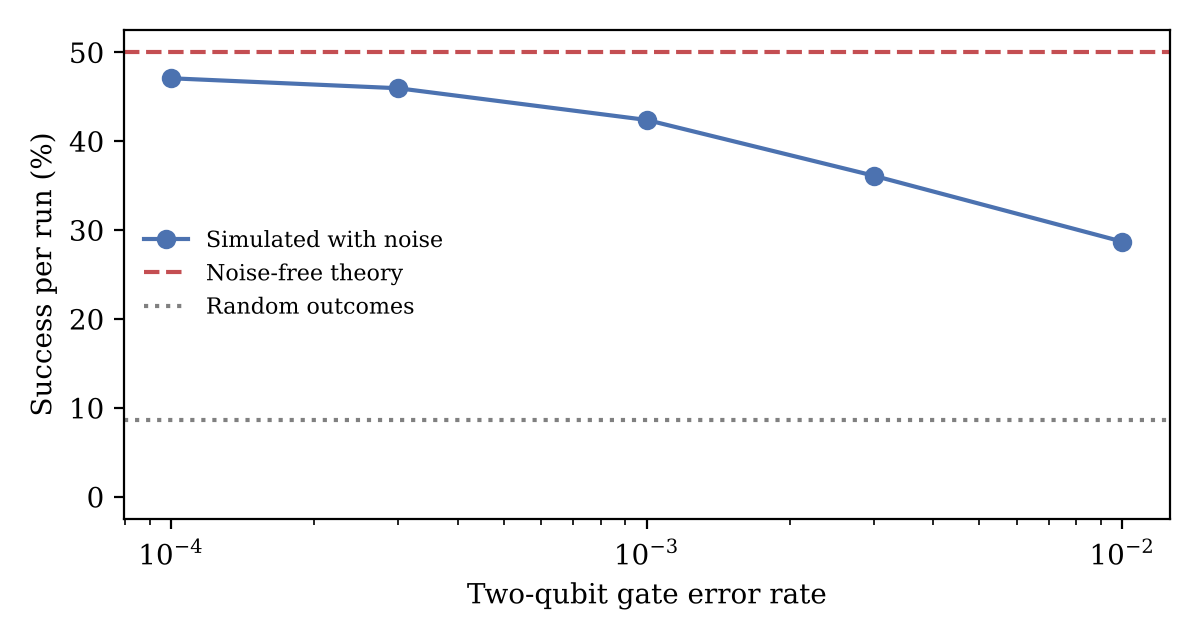 Success per run (%)
50
40
30
20
10
0
Simulated with noise
Noise-free theory
Random outcomes
10⁻⁴ 10⁻³ 10⁻²
Two-qubit gate error rate